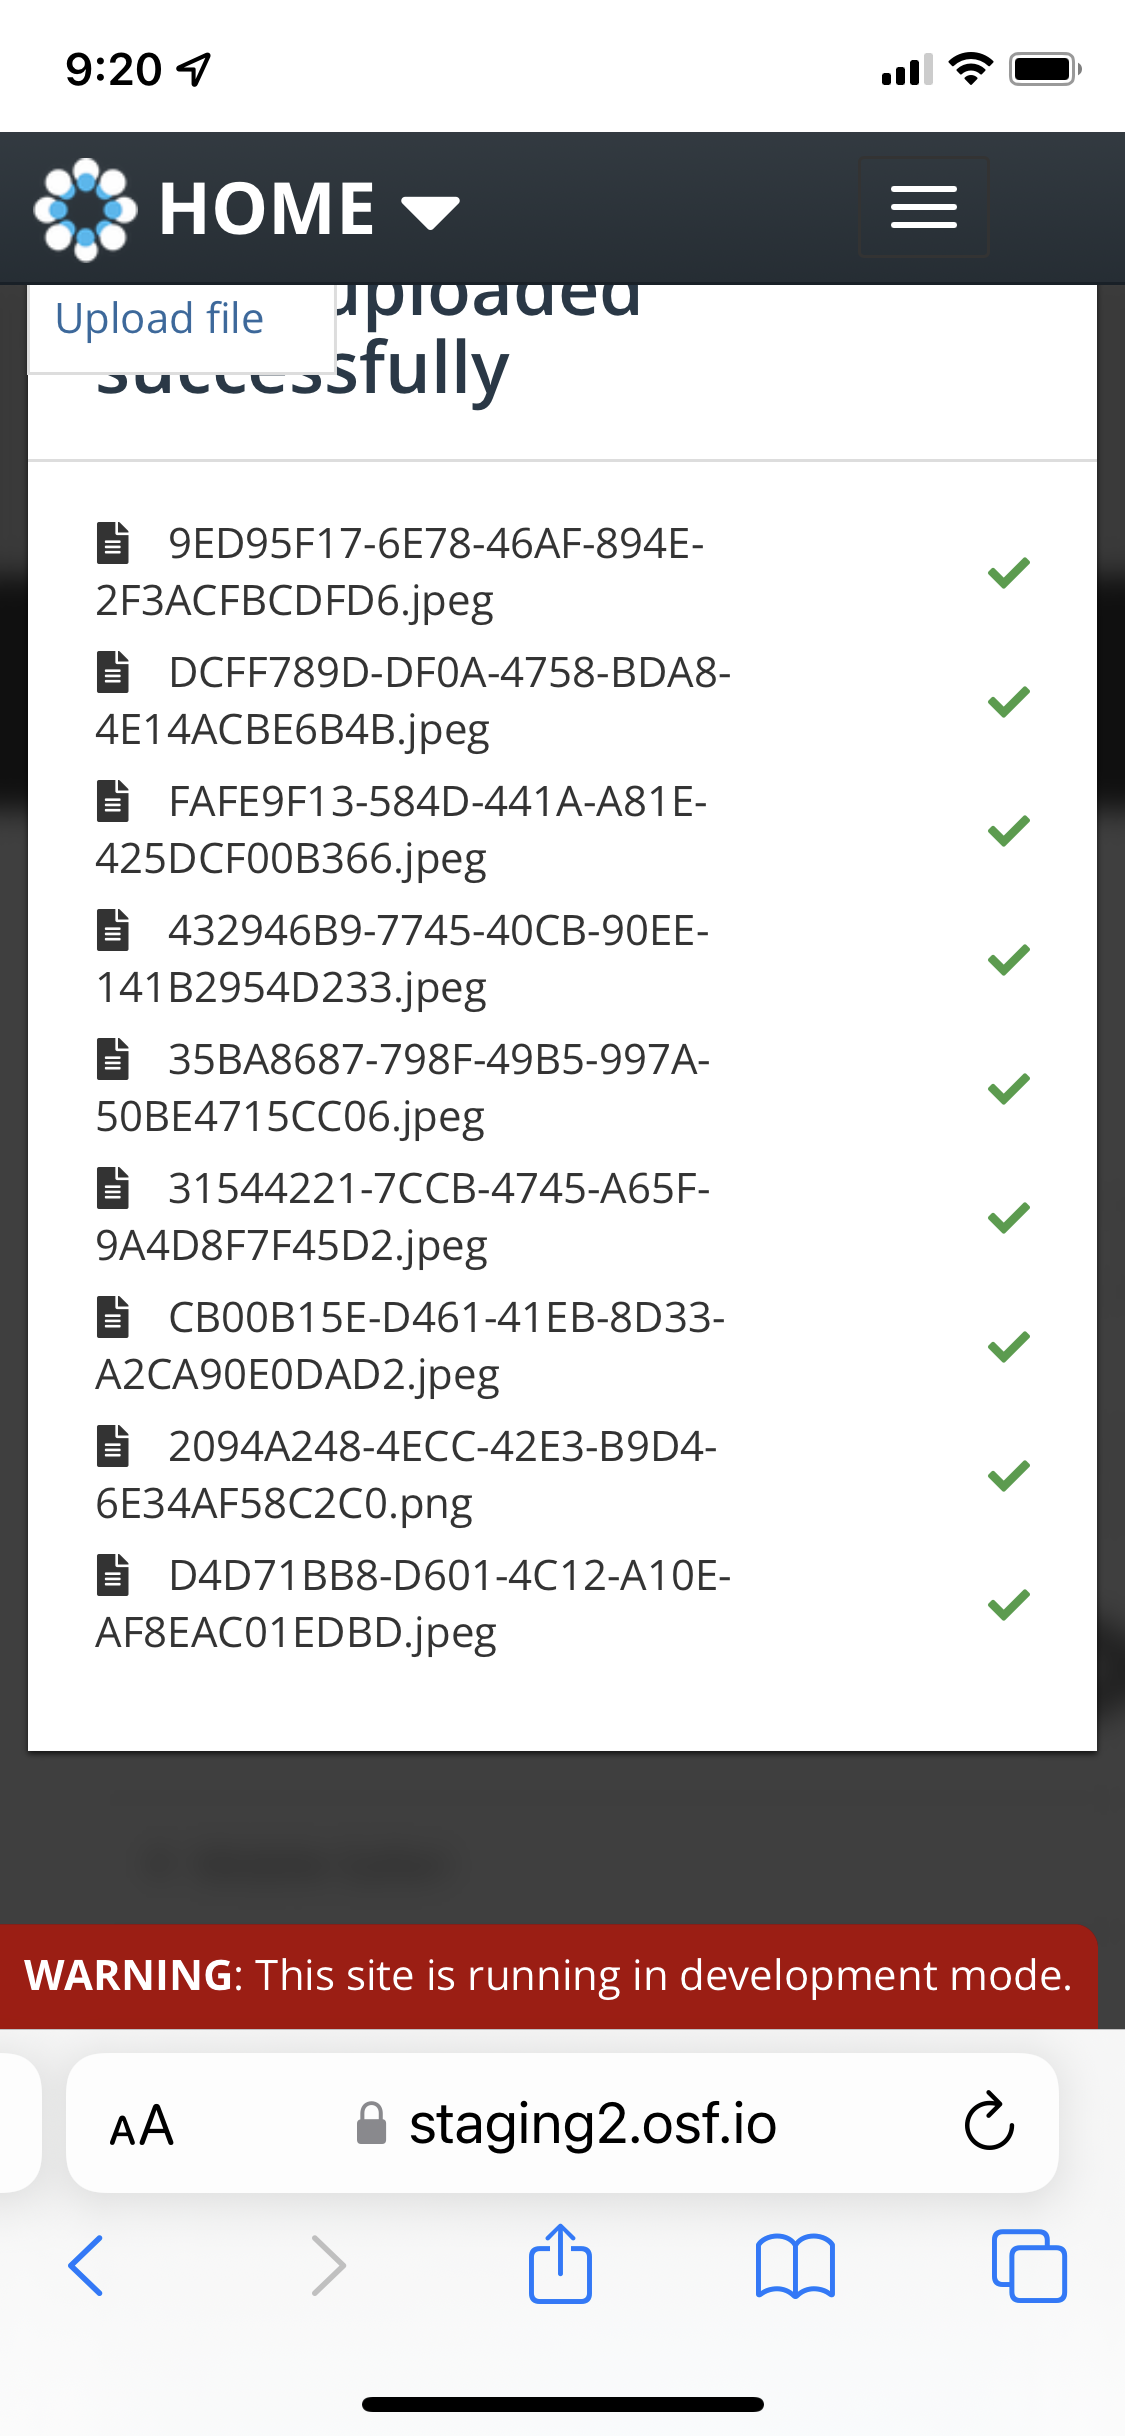 9:20
HOME
Upload file
uploaded
successfully
9ED95F17-6E78-46AF-894E-
2F3ACFBCDFD6.jpeg
DCFF789D-DF0A-4758-BDA8-
4E14ACBE6B4B.jpeg
FAFE9F13-584D-441A-A81E-
425DCF00B366.jpeg
432946B9-7745-40CB-90EE-
141B2954D233.jpeg
35BA8687-798F-49B5-997A-
50BE4715CC06.jpeg
31544221-7CCB-4745-A65F-
9A4D8F7F45D2.jpeg
CB00B15E-D461-41EB-8D33-
A2CA90E0DAD2.jpeg
2094A248-4ECC-42E3-B9D4-
6E34AF58C2C0.png
D4D71BB8-D601-4C12-A10E-
AF8EAC01EDBD.jpeg
WARNING: This site is running in development mode.
AA staging2.osf.io